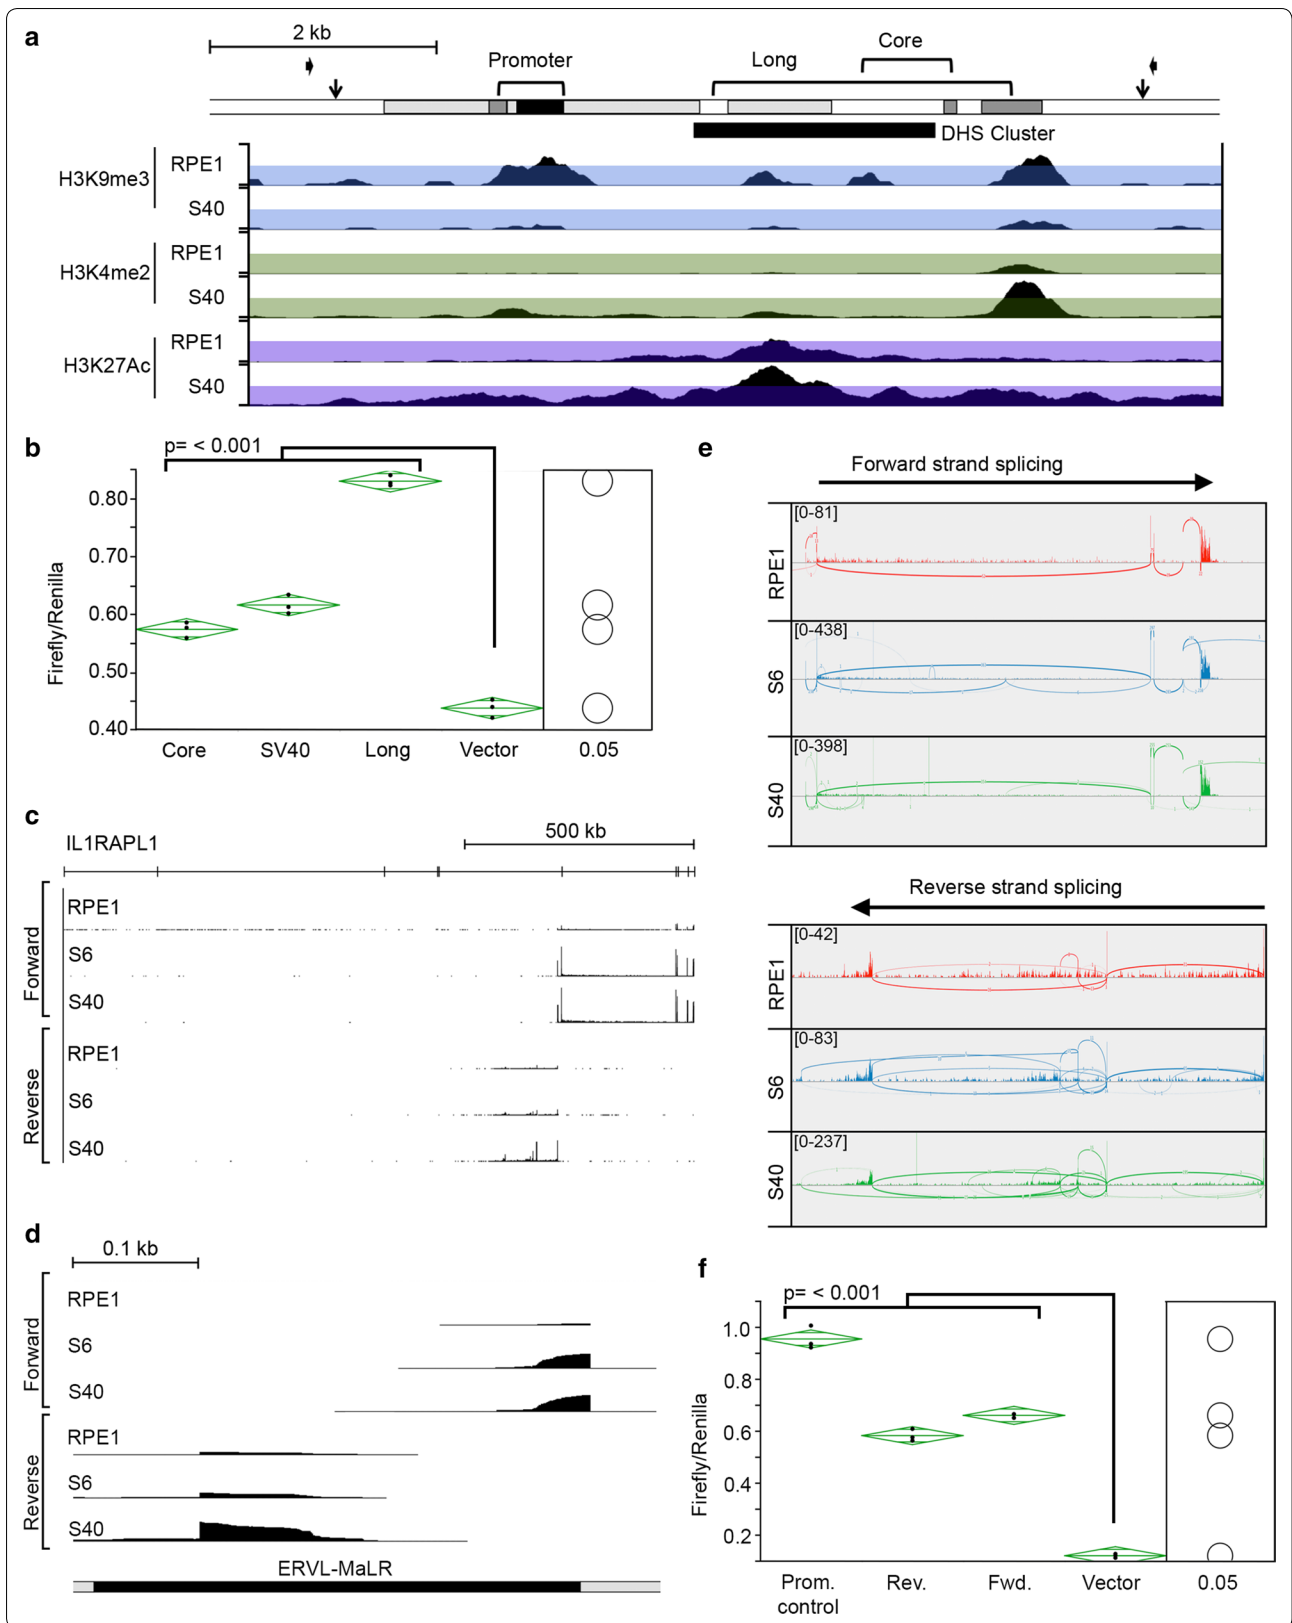 a
2 kb
Promoter
Long
Core
DHS Cluster
H3K9me3
RPE1
S40
H3K4me2
RPE1
S40
H3K27Ac
RPE1
S40
b
p= < 0.001
Firefly/Renilla
0.80
0.70
0.60
0.50
0.40
Core
SV40
Long
Vector
0.05
c
IL1RAPL1
500 kb
Forward
RPE1
S6
S40
Reverse
RPE1
S6
S40
d
0.1 kb
Forward
RPE1
S6
S40
Reverse
RPE1
S6
S40
ERVL-MaLR
e
Forward strand splicing
RPE1
[0-81]
S6
[0-438]
S40
[0-398]
Reverse strand splicing
RPE1
[0-42]
S6
[0-83]
S40
[0-237]
f
p= < 0.001
Firefly/Renilla
1.0
0.8
0.6
0.4
0.2
Prom.
control
Rev.
Fwd.
Vector
0.05